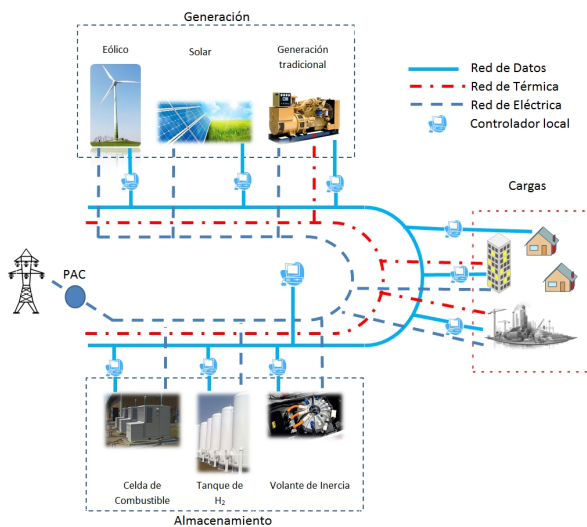 Generación
Eólico
Solar
Generación
tradicional
Red de Datos
Red de Térmica
Red de Eléctrica
Controlador local
Cargas
PAC
Celda de
Combustible
Tanque de
H₂
Volante de Inercia
Almacenamiento